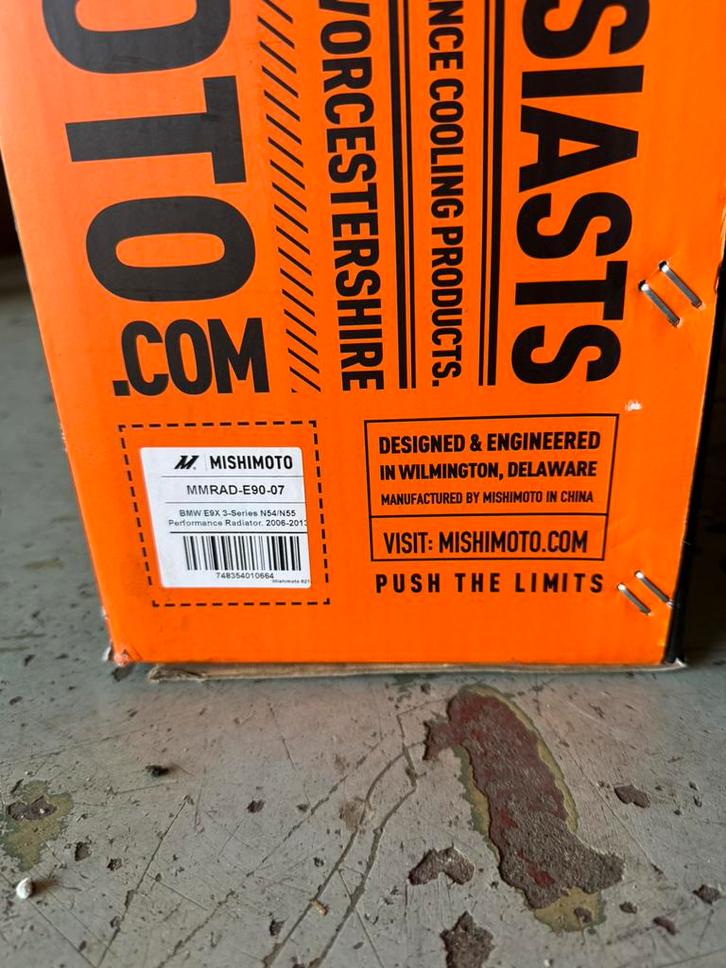 OTO
.COM
WORCESTERSHIRE
NCE COOLING PRODUCTS.
SIASTS
MISHIMOTO
MMRAD-E90-07
BMW E9X 3-Series N54/N55
Performance Radiator, 2006-2013
748354010664
DESIGNED & ENGINEERED
IN WILMINGTON, DELAWARE
MANUFACTURED BY MISHIMOTO IN CHINA
VISIT: MISHIMOTO.COM
PUSH THE LIMITS